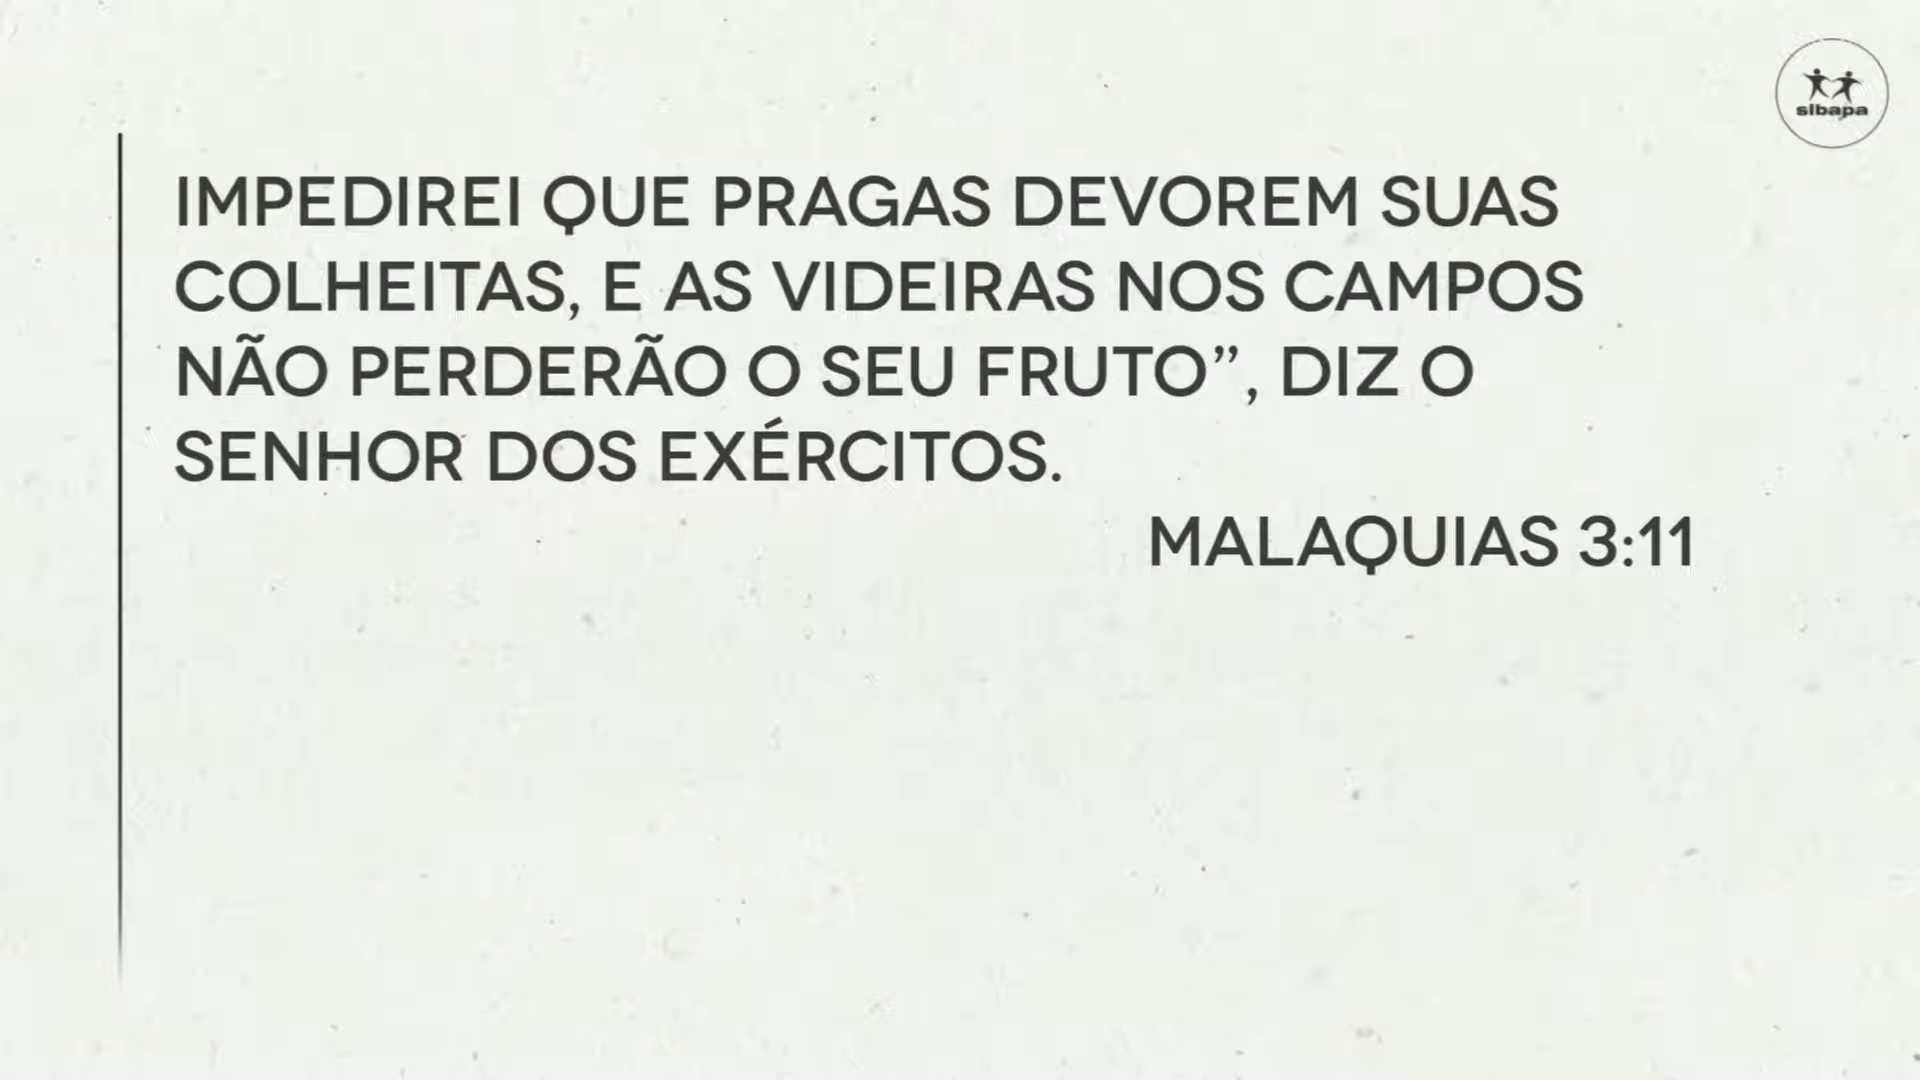 sibapa
IMPEDIREI QUE PRAGAS DEVOREM SUAS
COLHEITAS, E AS VIDEIRAS NOS CAMPOS
NÃO PERDERÃO O SEU FRUTO”, DIZ O
SENHOR DOS EXÉRCITOS.
MALAQUIAS 3:11